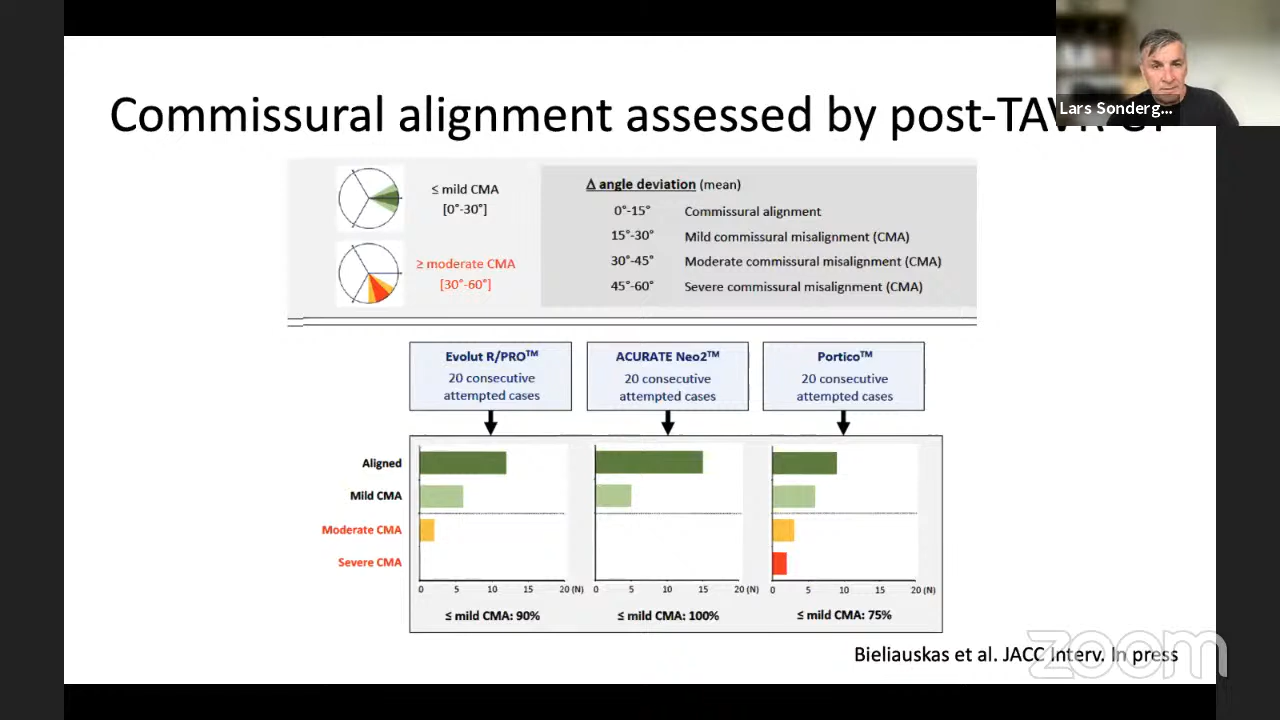 Lars Sonderg...
Commissural alignment assessed by post-TAVR CT
≤ mild CMA
[0°-30°]
≥ moderate CMA
[30°-60°]
Δ angle deviation (mean)
0°-15° Commissural alignment
15°-30° Mild commissural misalignment (CMA)
30°-45° Moderate commissural misalignment (CMA)
45°-60° Severe commissural misalignment (CMA)
Evolut R/PRO™
20 consecutive
attempted cases
ACURATE Neo2™
20 consecutive
attempted cases
Portico™
20 consecutive
attempted cases
Aligned
Mild CMA
Moderate CMA
Severe CMA
0 5 10 15 20 (N)
0 5 10 15 20 (N)
0 5 10 15 20 (N)
≤ mild CMA: 90%
≤ mild CMA: 100%
≤ mild CMA: 75%
Bieliauskas et al. JACC Interv. In press
zoom